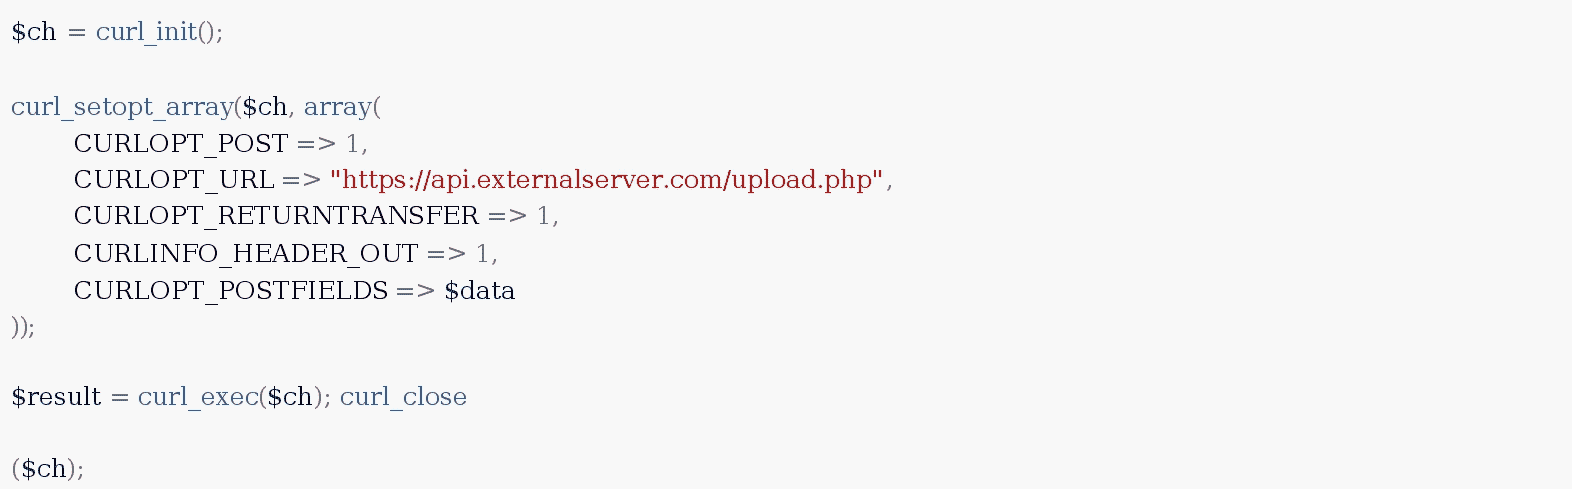 $ch = curl_init();
curl_setopt_array($ch, array(
CURLOPT_POST => 1,
CURLOPT_URL => "https://api.externalserver.com/upload.php",
CURLOPT_RETURNTRANSFER => 1,
CURLINFO_HEADER_OUT => 1,
CURLOPT_POSTFIELDS => $data
));
$result = curl_exec($ch); curl_close
($ch);